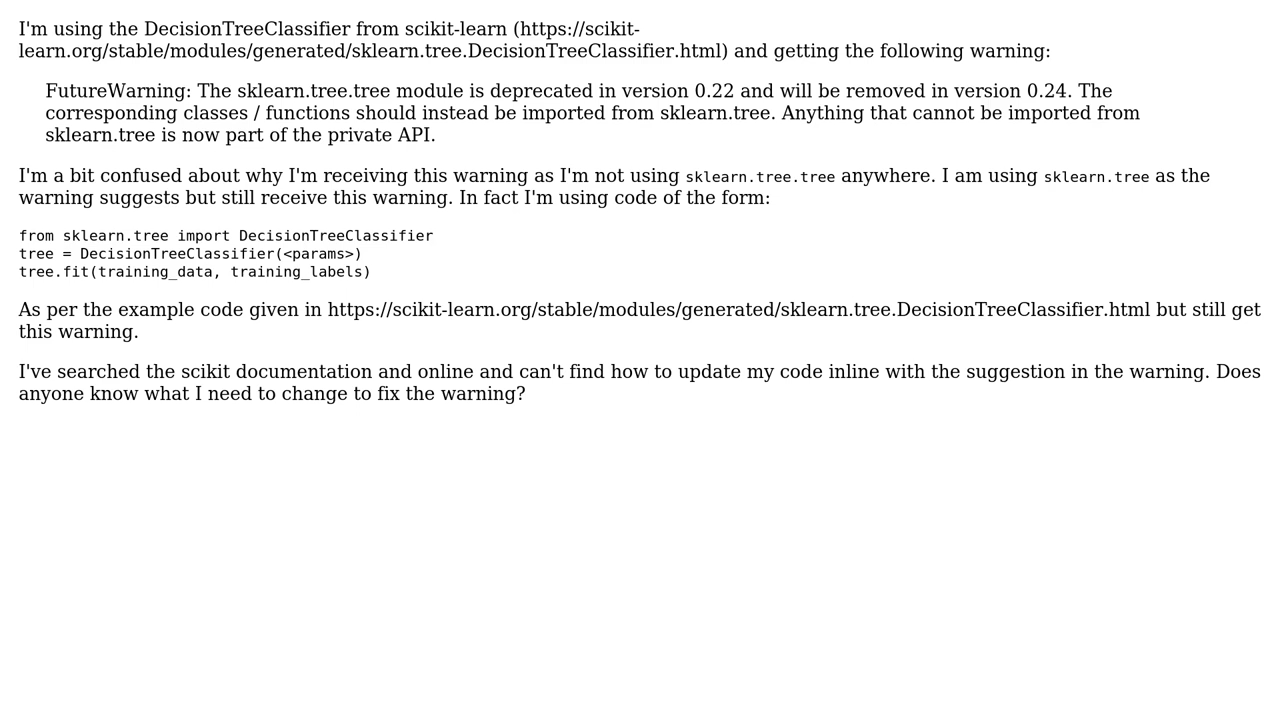 I'm using the DecisionTreeClassifier from scikit-learn (https://scikit-
learn.org/stable/modules/generated/sklearn.tree.DecisionTreeClassifier.html) and getting the following warning:
FutureWarning: The sklearn.tree.tree module is deprecated in version 0.22 and will be removed in version 0.24. The
corresponding classes / functions should instead be imported from sklearn.tree. Anything that cannot be imported from
sklearn.tree is now part of the private API.
I'm a bit confused about why I'm receiving this warning as I'm not using sklearn.tree.tree anywhere. I am using sklearn.tree as the
warning suggests but still receive this warning. In fact I'm using code of the form:
from sklearn.tree import DecisionTreeClassifier
tree = DecisionTreeClassifier(<params>)
tree.fit(training_data, training_labels)
As per the example code given in https://scikit-learn.org/stable/modules/generated/sklearn.tree.DecisionTreeClassifier.html but still get
this warning.
I've searched the scikit documentation and online and can't find how to update my code inline with the suggestion in the warning. Does
anyone know what I need to change to fix the warning?